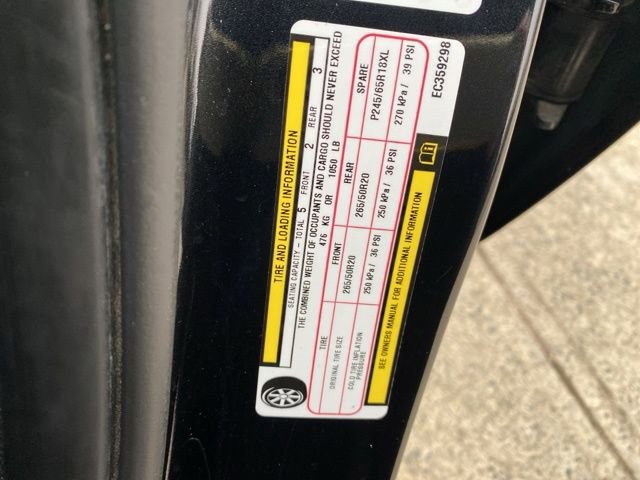 TIRE AND LOADING INFORMATION
SEATING CAPACITY - TOTAL 5 FRONT 2 REAR 3
THE COMBINED WEIGHT OF OCCUPANTS AND CARGO SHOULD NEVER EXCEED
476 KG OR 1050 LB
TIRE FRONT REAR SPARE
ORIGINAL TIRE SIZE 265/50R20 265/50R20 P245/65R18XL
COLD TIRE INFLATION
PRESSURE 250 kPa / 36 PSI 250 kPa / 36 PSI 270 kPa / 39 PSI
SEE OWNERS MANUAL FOR ADDITIONAL INFORMATION
EC359298